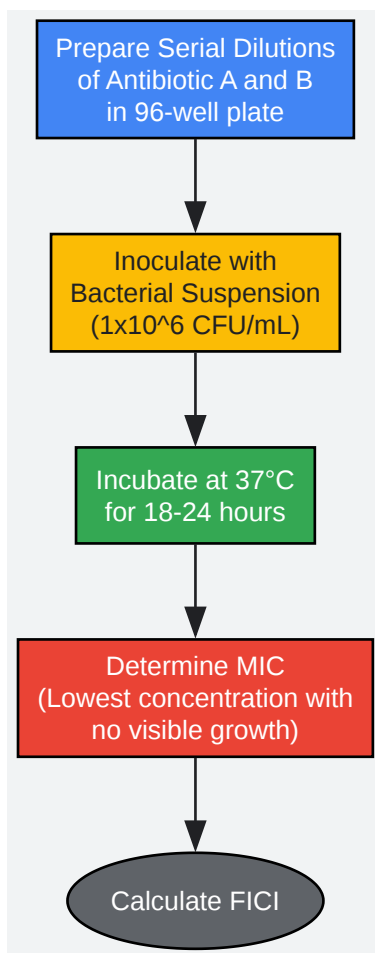 Prepare Serial Dilutions
of Antibiotic A and B
in 96-well plate
Inoculate with
Bacterial Suspension
(1x10^6 CFU/mL)
Incubate at 37°C
for 18-24 hours
Determine MIC
(Lowest concentration with
no visible growth)
Calculate FICI